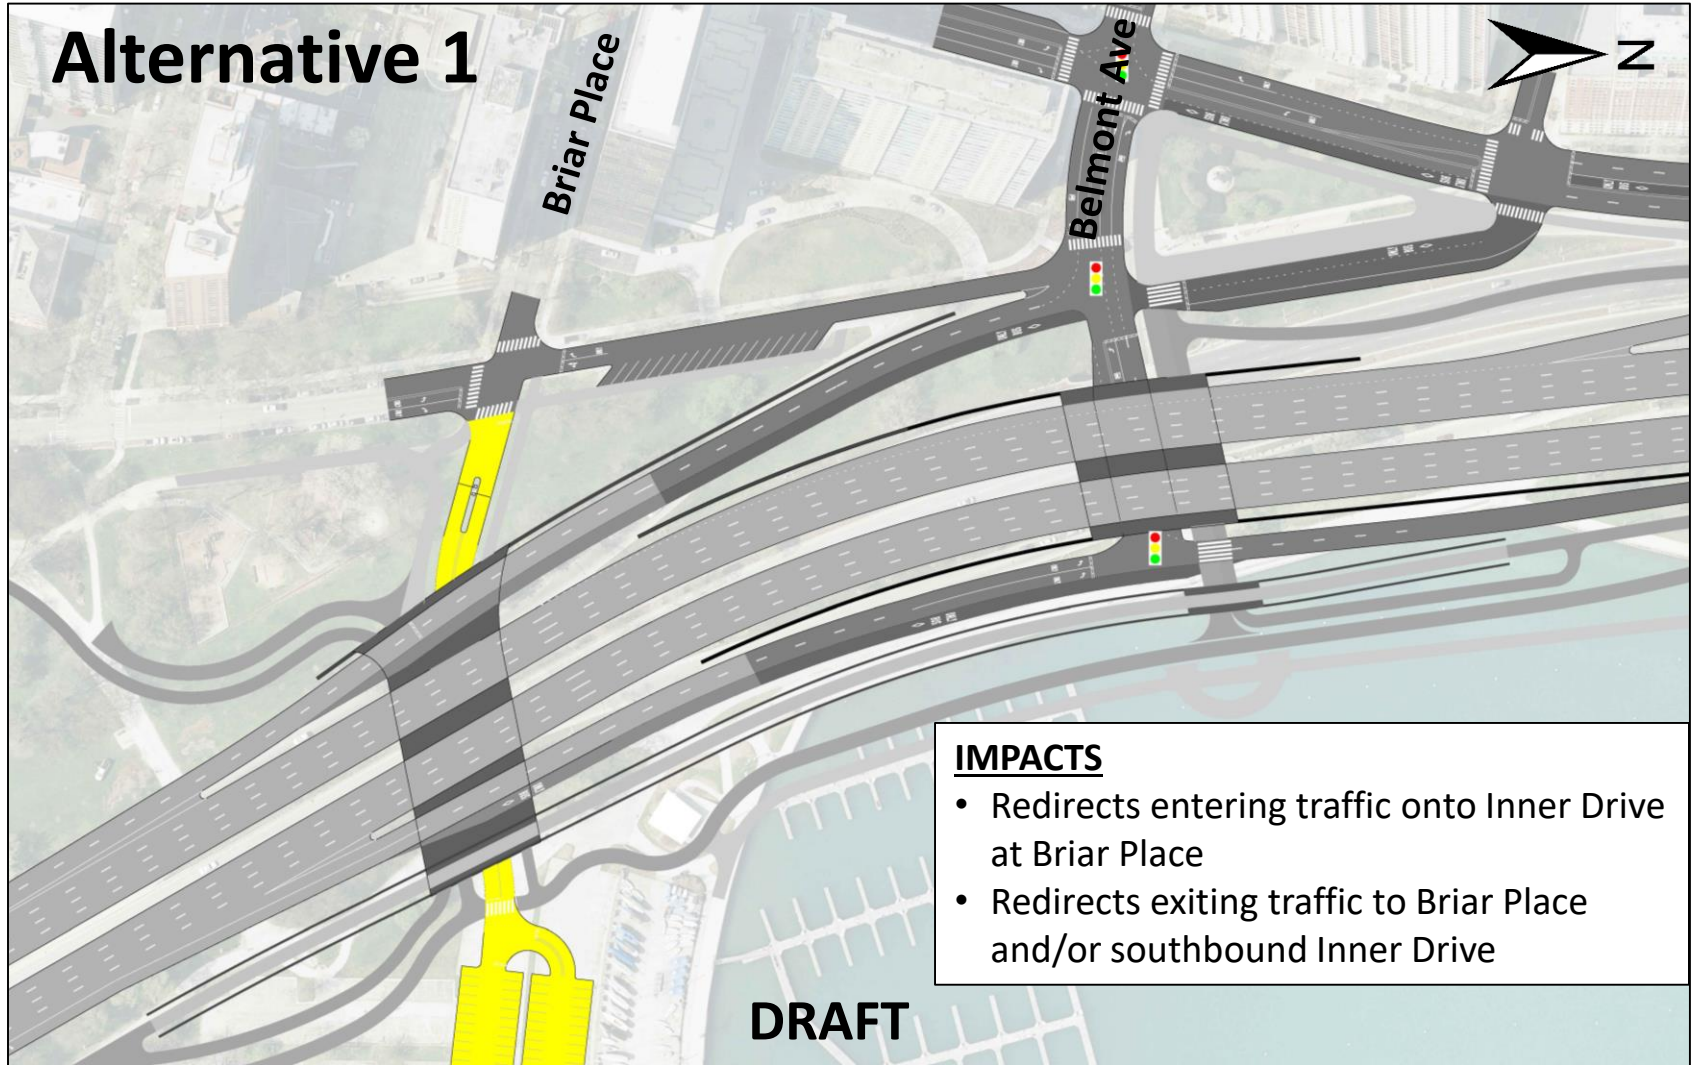 Alternative 1
Briar Place
Belmont Ave
N
IMPACTS
• Redirects entering traffic onto Inner Drive
at Briar Place
• Redirects exiting traffic to Briar Place
and/or southbound Inner Drive
DRAFT